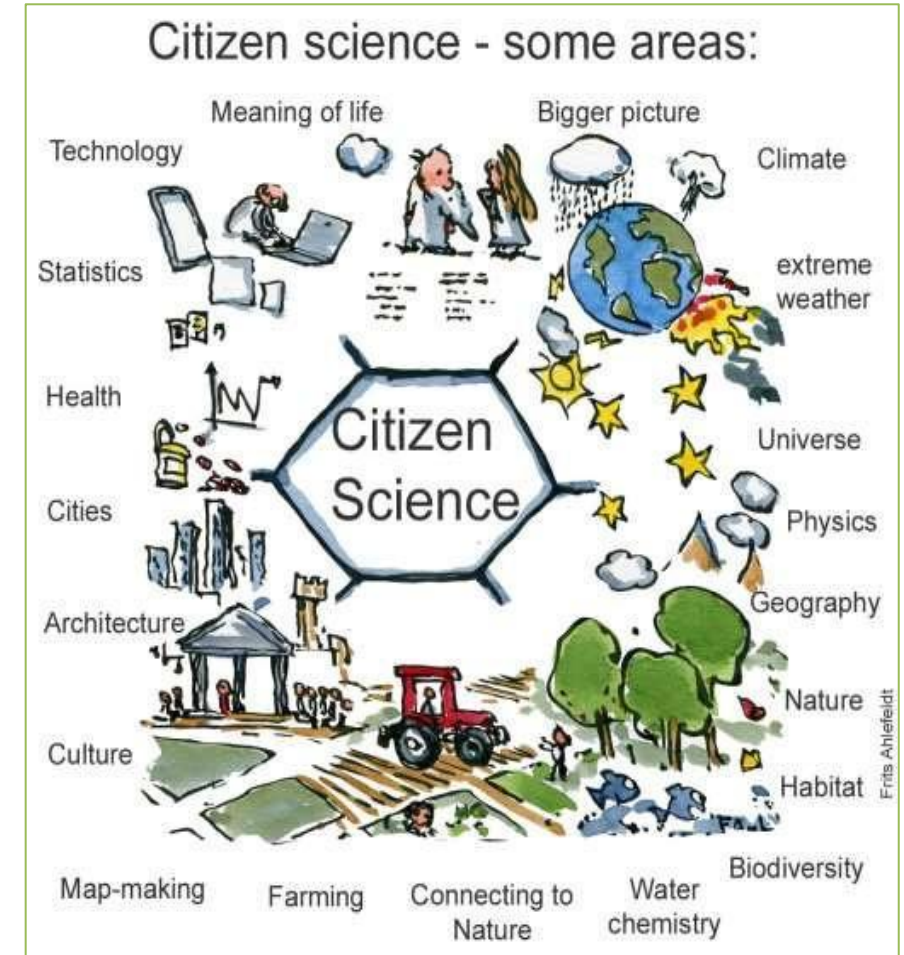 Citizen science - some areas:
Meaning of life
Bigger picture
Technology
Climate
Statistics
extreme
weather
Health
Citizen
Science
Universe
Cities
Physics
Architecture
Geography
Nature
Culture
Habitat
Frits Ahlefeldt
Biodiversity
Map-making
Farming
Connecting to
Nature
Water
chemistry